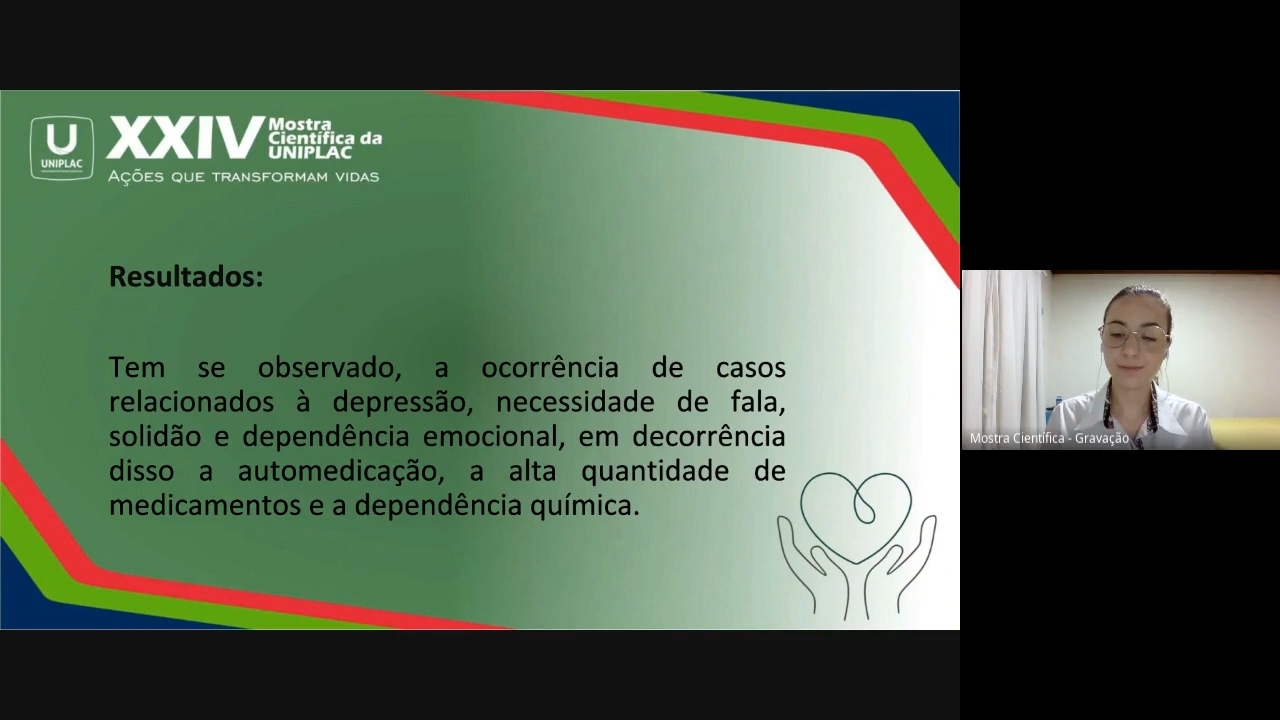 U
UNIPLAC
XXIV
Mostra
Científica da
UNIPLAC
AÇÕES QUE TRANSFORMAM VIDAS
Resultados:
Tem se observado, a ocorrência de casos
relacionados à depressão, necessidade de fala,
solidão e dependência emocional, em decorrência
disso a automedicação, a alta quantidade de
medicamentos e a dependência química.
Mostra Científica - Gravação